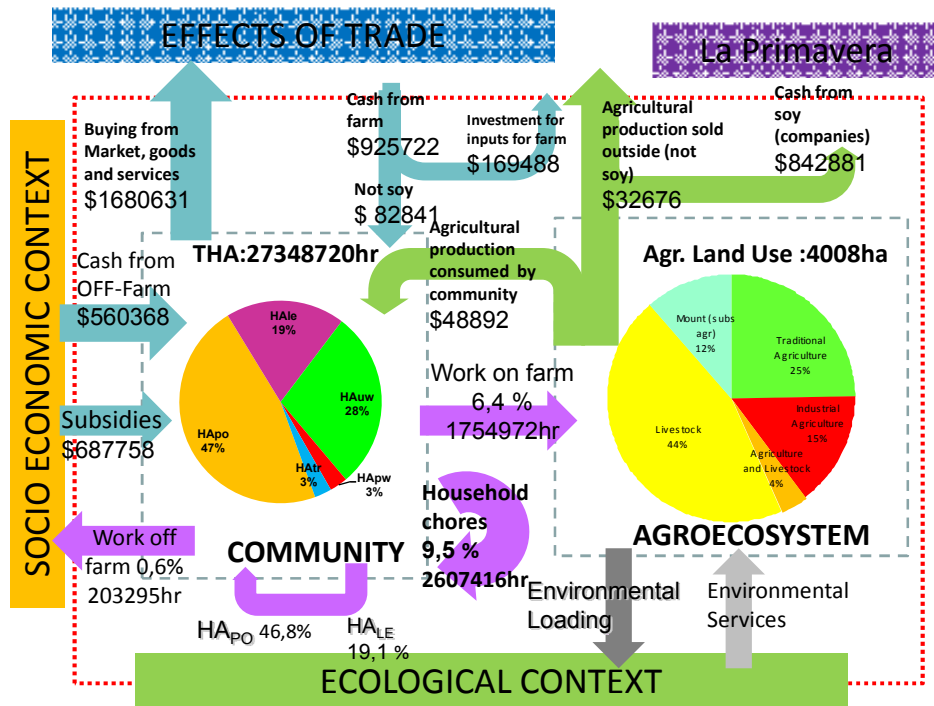 EFFECTS OF TRADE
La Primavera
SOCIO ECONOMIC CONTEXT
Buying from
Market, goods
and services
$1680631
Cash from
farm
$925722
Not soy
$ 82841
Investment for
inputs for farm
$169488
Agricultural
production sold
outside (not
soy)
$32676
Cash from
soy
(companies)
$842881
THA:27348720hr
Agricultural
production
consumed by
community
$48892
Agr. Land Use :4008ha
Cash from
OFF-Farm
$560368
Subsidies
$687758
Work off
farm 0,6%
203295hr
HAle
19%
HAuw
28%
HApw
3%
HAtr
3%
HApo
47%
COMMUNITY
Work on farm
6,4 %
1754972hr
Household
chores
9,5 %
2607416hr
Mount (subs
agr)
12%
Traditional
Agriculture
25%
Industrial
Agriculture
15%
Agriculture
and Livestock
4%
Livestock
44%
AGROECOSYSTEM
HAPO 46,8%
HALE
19,1 %
Environmental
Loading
Environmental
Services
ECOLOGICAL CONTEXT